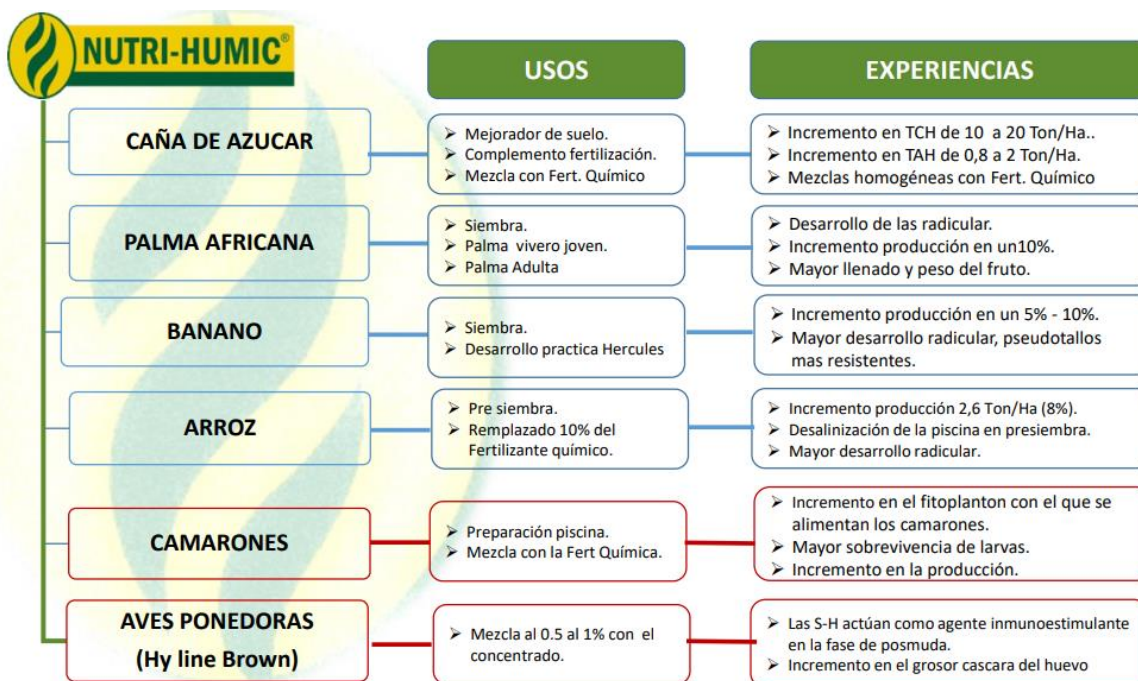 NUTRI-HUMIC®
USOS
EXPERIENCIAS
CAÑA DE AZUCAR
➢ Mejorador de suelo.
➢ Complemento fertilización.
➢ Mezcla con Fert. Químico
➢ Incremento en TCH de 10 a 20 Ton/Ha..
➢ Incremento en TAH de 0,8 a 2 Ton/Ha.
➢ Mezclas homogéneas con Fert. Químico
PALMA AFRICANA
➢ Siembra.
➢ Palma vivero joven.
➢ Palma Adulta
➢ Desarrollo de las radicular.
➢ Incremento producción en un10%.
➢ Mayor llenado y peso del fruto.
BANANO
➢ Siembra.
➢ Desarrollo practica Hercules
➢ Incremento producción en un 5% - 10%.
➢ Mayor desarrollo radicular, pseudotallos
mas resistentes.
ARROZ
➢ Pre siembra.
➢ Remplazado 10% del
Fertilizante químico.
➢ Incremento producción 2,6 Ton/Ha (8%).
➢ Desalinización de la piscina en presiembra.
➢ Mayor desarrollo radicular.
CAMARONES
➢ Preparación piscina.
➢ Mezcla con la Fert Química.
➢ Incremento en el fitoplanton con el que se
alimentan los camarones.
➢ Mayor sobrevivencia de larvas.
➢ Incremento en la producción.
AVES PONEDORAS
(Hy line Brown)
➢ Mezcla al 0.5 al 1% con el
concentrado.
➢ Las S-H actúan como agente inmunoestimulante
en la fase de posmuda.
➢ Incremento en el grosor cascara del huevo